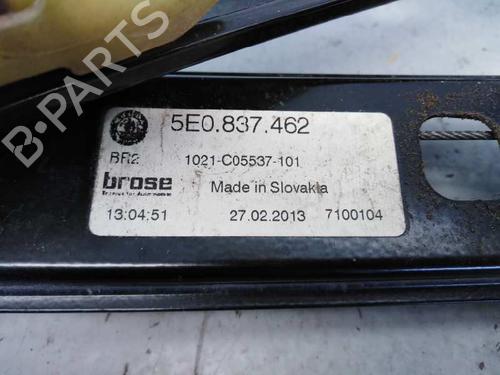 B-PARTS
5E0.837.462
BR2 1021-C05537-101
brose Made in Slovakia
13:04:51 27.02.2013 7100104